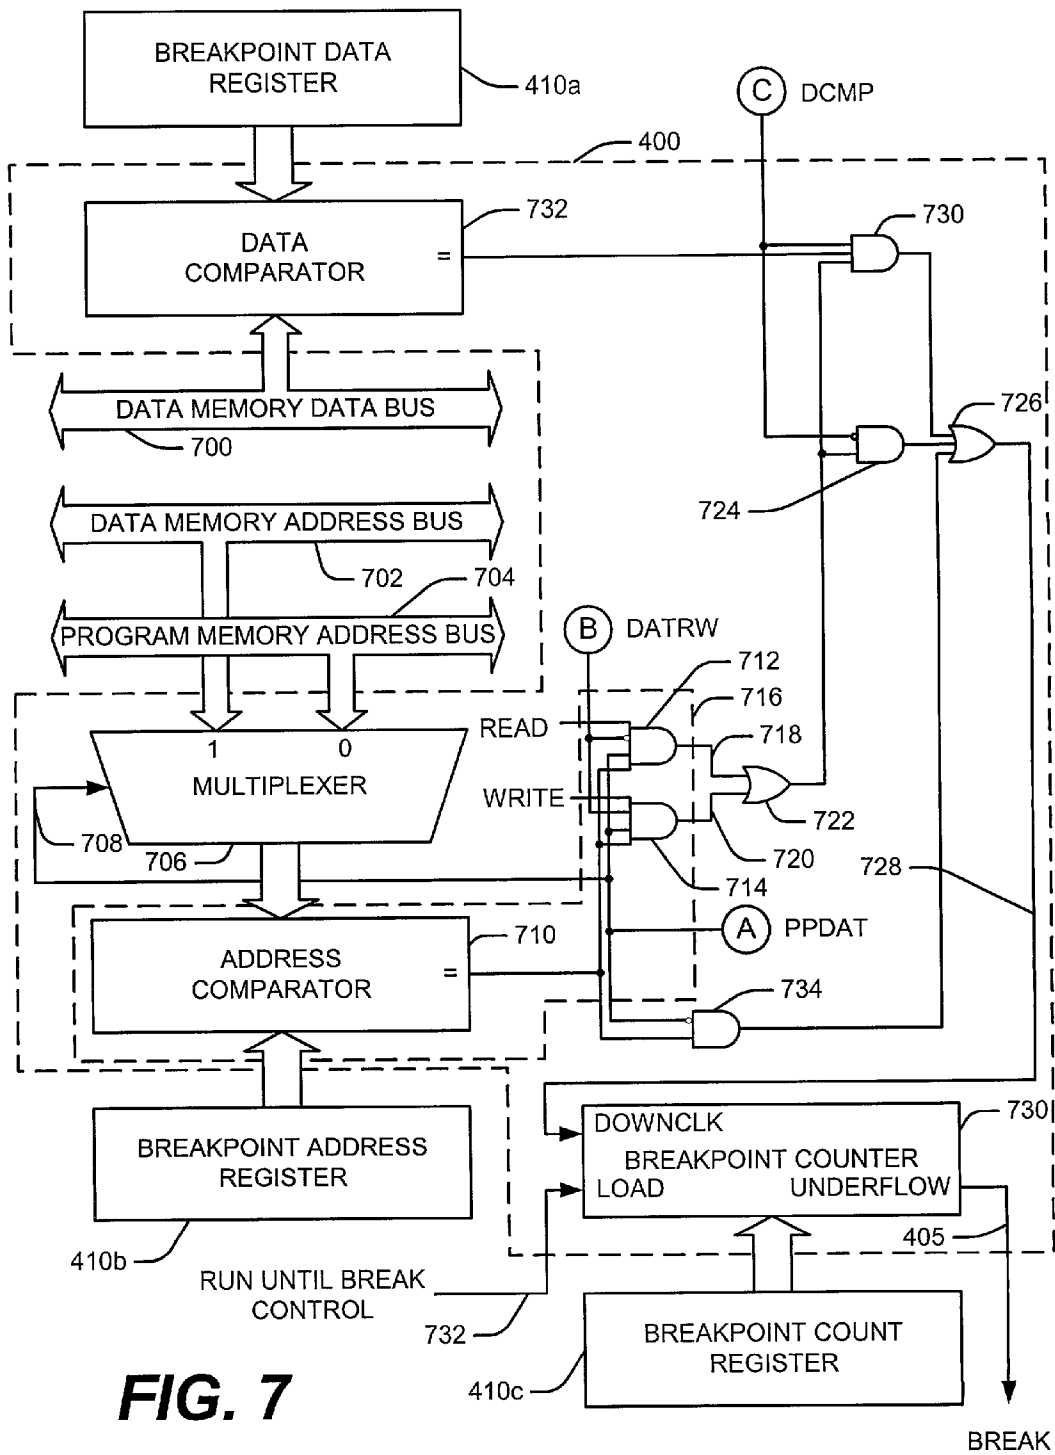 BREAKPOINT DATA
REGISTER
410a
C
DCMP
400
732
730
DATA
COMPARATOR
=
DATA MEMORY DATA BUS
700
726
724
DATA MEMORY ADDRESS BUS
702
704
PROGRAM MEMORY ADDRESS BUS
B
DATRW
712
716
READ
718
1
0
MULTIPLEXER
WRITE
722
708
706
720
714
728
A
PPDAT
710
ADDRESS
COMPARATOR
=
734
BREAKPOINT ADDRESS
REGISTER
410b
730
DOWNCLK
BREAKPOINT COUNTER
LOAD
UNDERFLOW
405
RUN UNTIL BREAK
CONTROL
732
BREAKPOINT COUNT
REGISTER
410c
FIG. 7
BREAK